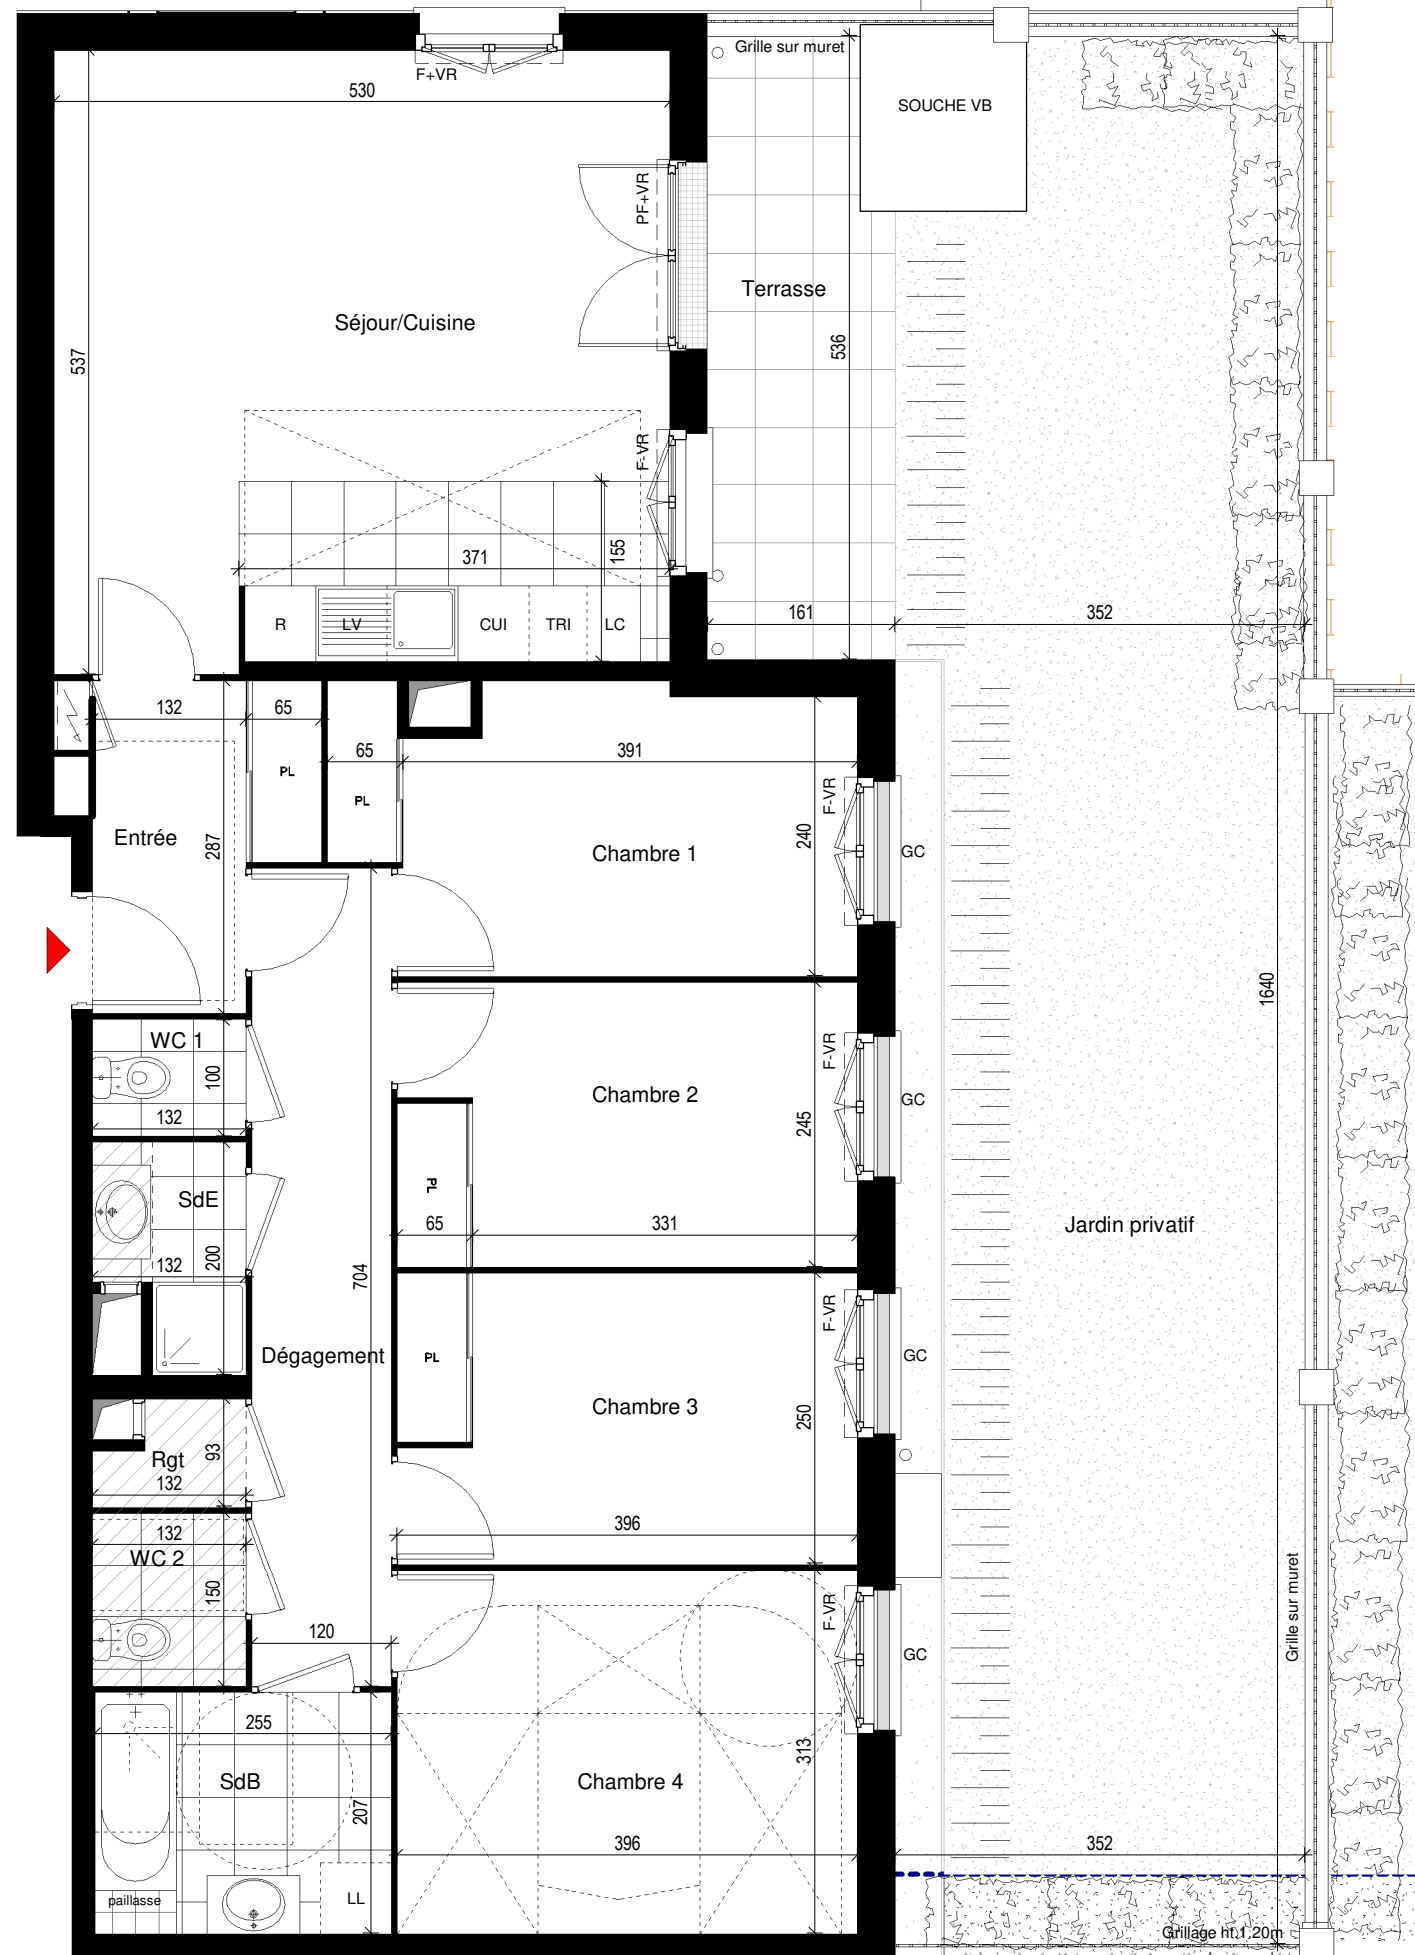 Grille sur muret
F+VR
530
SOUCHE VB
PF+VR
Terrasse
Séjour/Cuisine
537
536
F-VR
155
371
R
LV
CUI
TRI
LC
161
352
132
65
65
391
PL
PL
F-VR
Entrée
287
Chambre 1
240
GC
1640
WC 1
100
132
F-VR
Chambre 2
245
GC
SdE
200
132
PL
65
331
Jardin privatif
704
F-VR
Dégagement
PL
GC
Chambre 3
250
Rgt
93
132
396
132
WC 2
150
120
F-VR
GC
Grille sur muret
255
SdB
207
313
Chambre 4
396
352
paillasse
LL
Grillage ht.1.20m